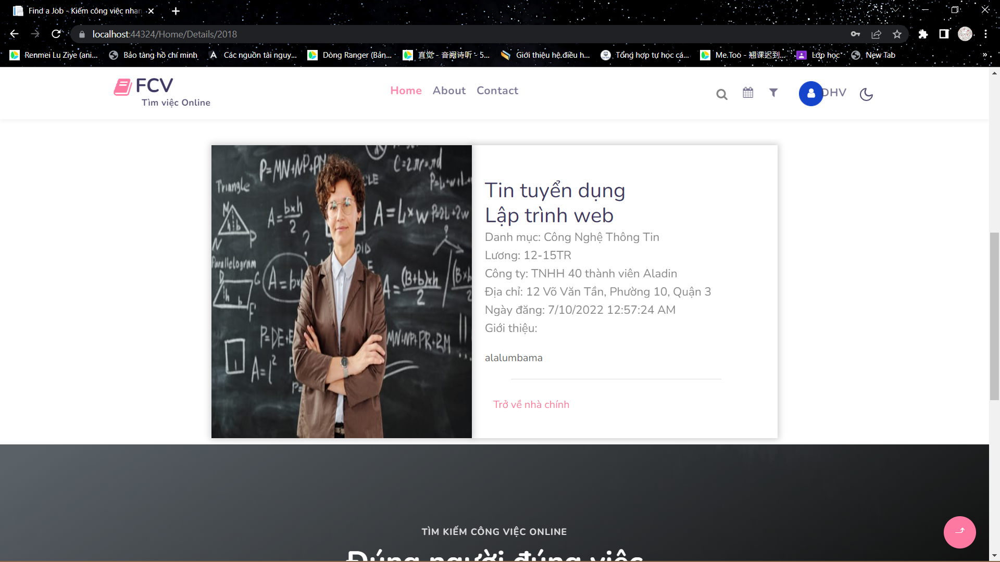 Find a Job - Kiếm công việc nhan
localhost:44324/Home/Details/2018
Renmei Lu Ziye (ani...
Bảo tàng hồ chí minh
Các nguồn tài nguy...
Dòng Ranger (Bản...
直觉 - 音阙诗听 - 5...
Giới thiệu hệ điều h...
Tổng hợp tự học cá...
Me.Too - 翘课迟到...
Lớp học
New Tab
»
FCV
Tìm việc Online
Home
About
Contact
DHV
P=MN+NP+PM
C=2πr=πd
Triangle
M
A=bxh/2
A=L×W
P=2L+2W
N
P
?
Parallelogram
B
G
A=bx
A=(B+b)xh/2
h
b
F
P=DE+E
MN+NP+PR+RM
A=l²
Tin tuyển dụng
Lập trình web
Danh mục: Công Nghệ Thông Tin
Lương: 12-15TR
Công ty: TNHH 40 thành viên Aladin
Địa chỉ: 12 Võ Văn Tần, Phường 10, Quận 3
Ngày đăng: 7/10/2022 12:57:24 AM
Giới thiệu:
alalumbama
Trở về nhà chính
TÌM KIẾM CÔNG VIỆC ONLINE
Đúng người đúng việc